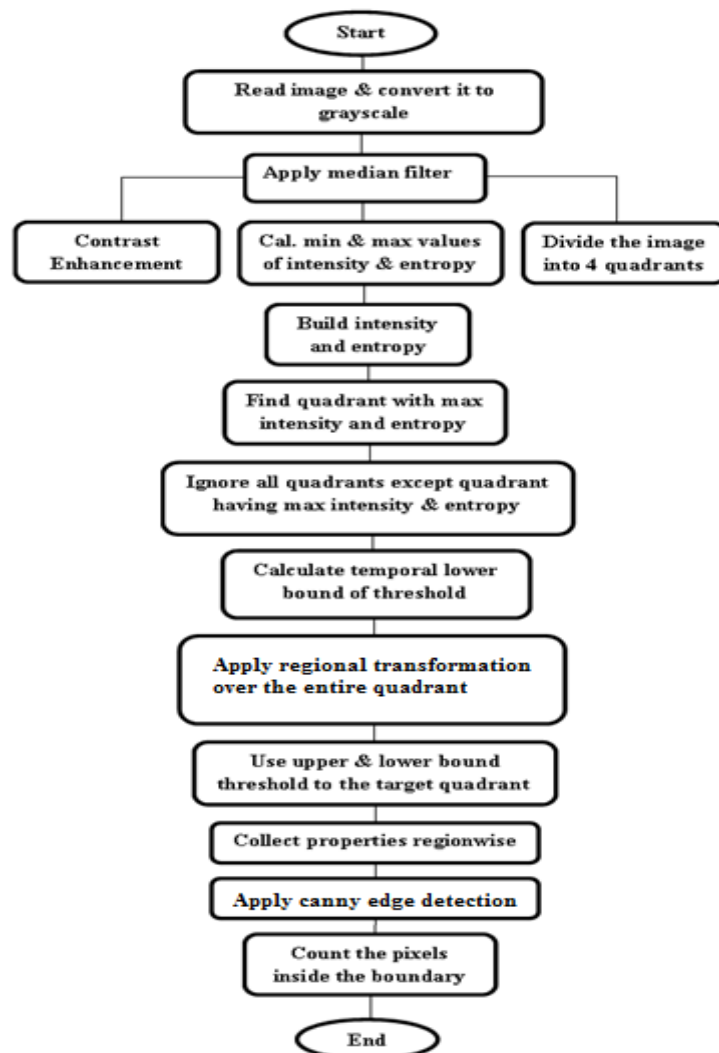 Start
Read image & convert it to
grayscale
Apply median filter
Contrast
Enhancement
Cal. min & max values
of intensity & entropy
Divide the image
into 4 quadrants
Build intensity
and entropy
Find quadrant with max
intensity and entropy
Ignore all quadrants except quadrant
having max intensity & entropy
Calculate temporal lower
bound of threshold
Apply regional transformation
over the entire quadrant
Use upper & lower bound
threshold to the target quadrant
Collect properties regionwise
Apply canny edge detection
Count the pixels
inside the boundary
End